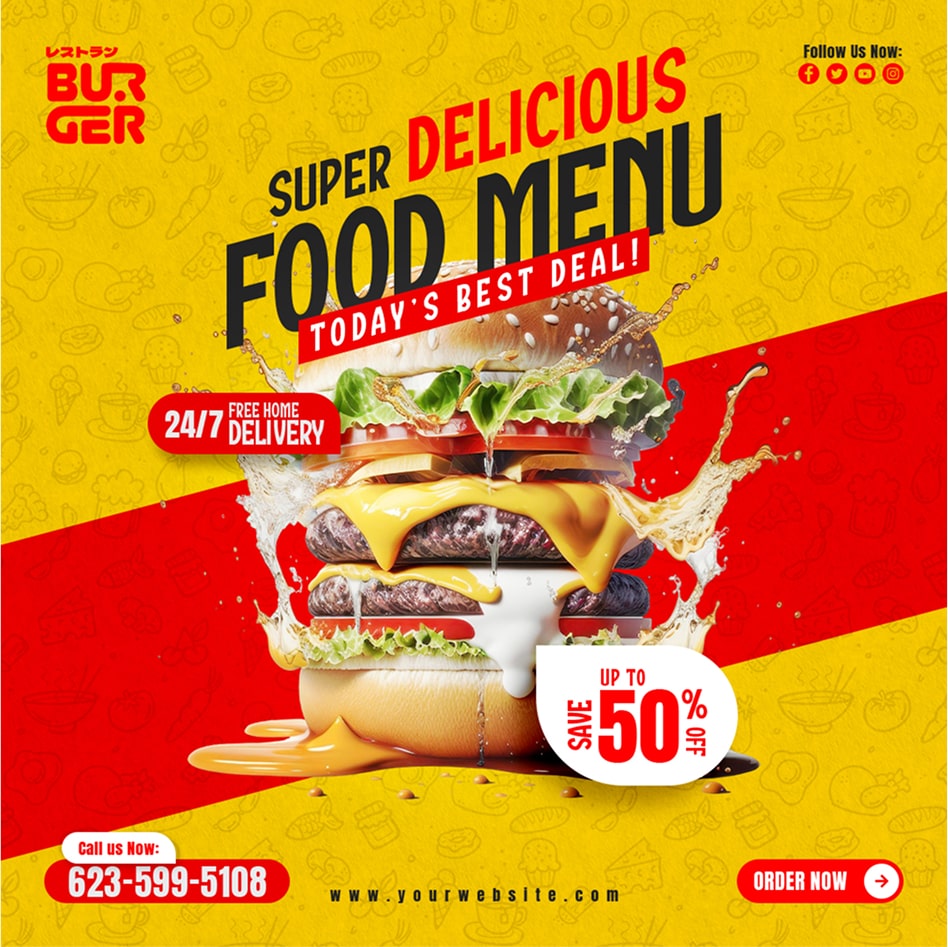 レストラン
BUR
GER
Follow Us Now:
SUPER DELICIOUS
FOOD MENU
TODAY'S BEST DEAL!
24/7 FREE HOME
DELIVERY
UP TO
SAVE 50% OFF
Call us Now:
623-599-5108
www.yourwebsite.com
ORDER NOW